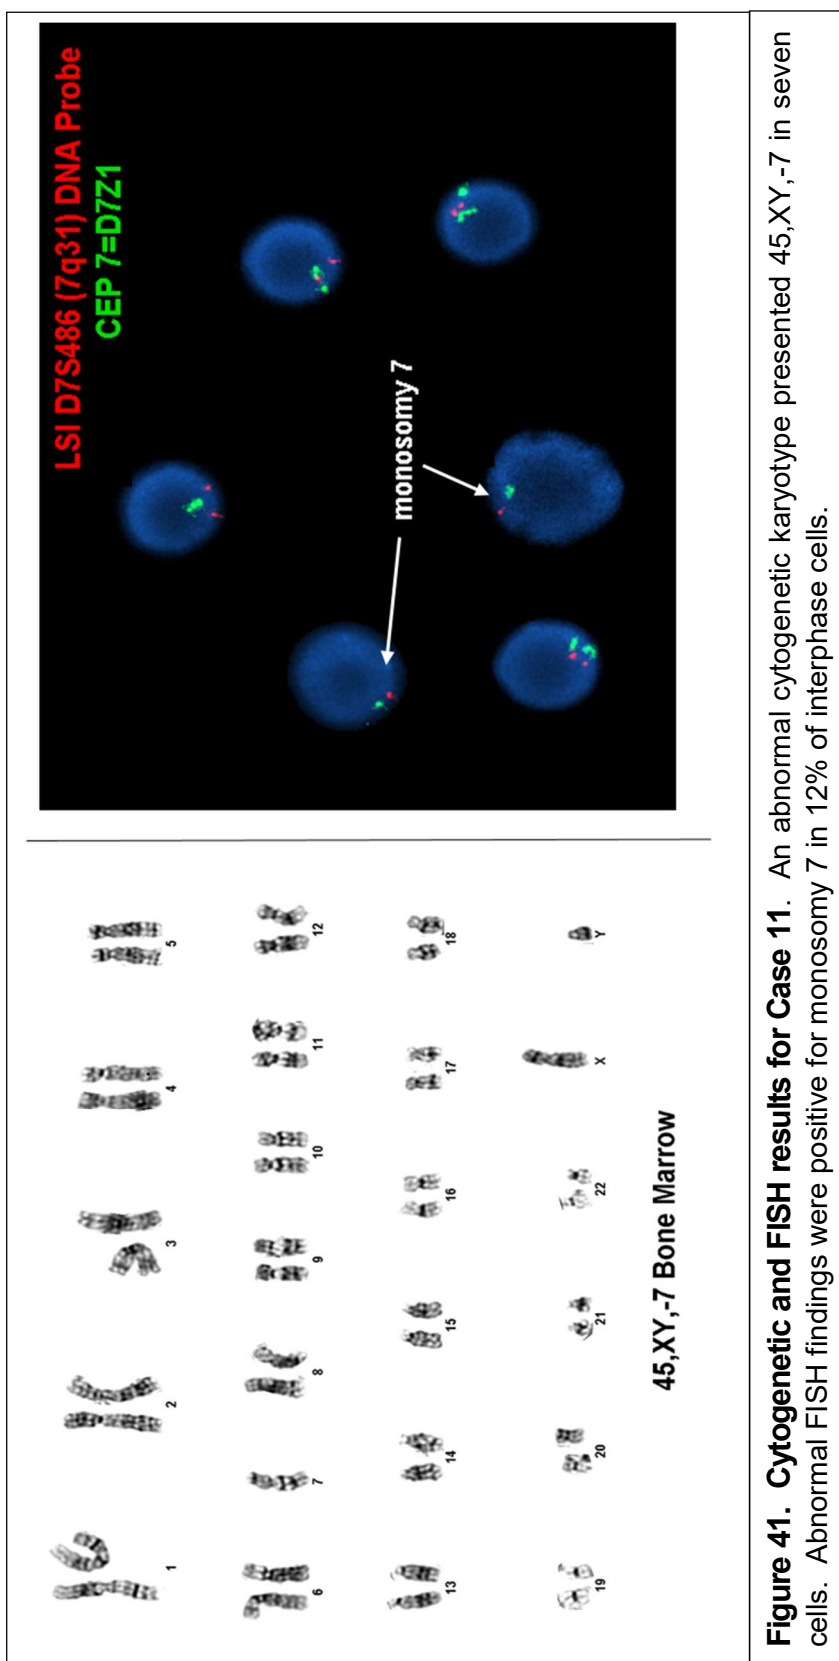 1
2
3
4
5
6
7
8
9
10
11
12
13
14
15
16
17
18
19
20
21
22
X
Y
45,XY,-7 Bone Marrow
LSI D7S486 (7q31) DNA Probe
CEP 7=D7Z1
monosomy 7
Figure 41. Cytogenetic and FISH results for Case 11. An abnormal cytogenetic karyotype presented 45,XY,-7 in seven
cells. Abnormal FISH findings were positive for monosomy 7 in 12% of interphase cells.